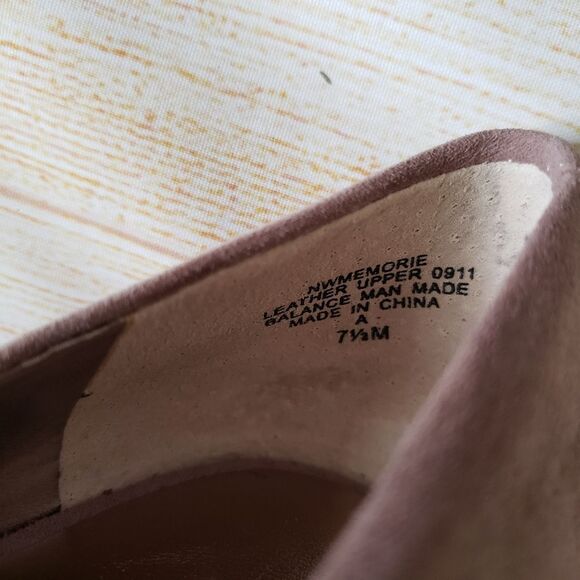 NWMEMORIE
LEATHER UPPER 0911
BALANCE MAN MADE
MADE IN CHINA
A
7½M